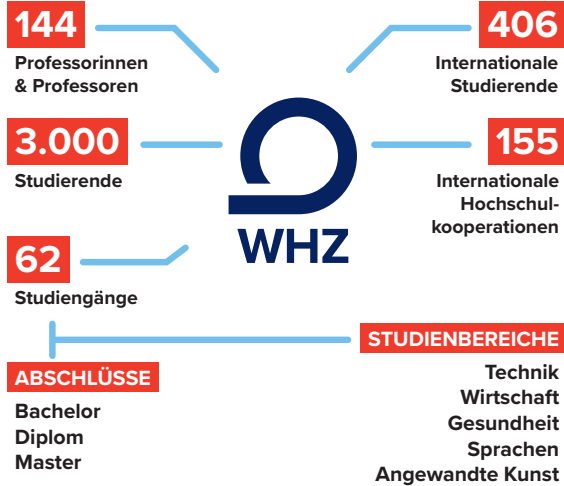 144
Professorinnen
& Professoren
406
Internationale
Studierende
3.000
Studierende
155
Internationale
Hochschul-
kooperationen
WHZ
62
Studiengänge
STUDIENBEREICHE
Technik
Wirtschaft
Gesundheit
Sprachen
Angewandte Kunst
ABSCHLÜSSE
Bachelor
Diplom
Master